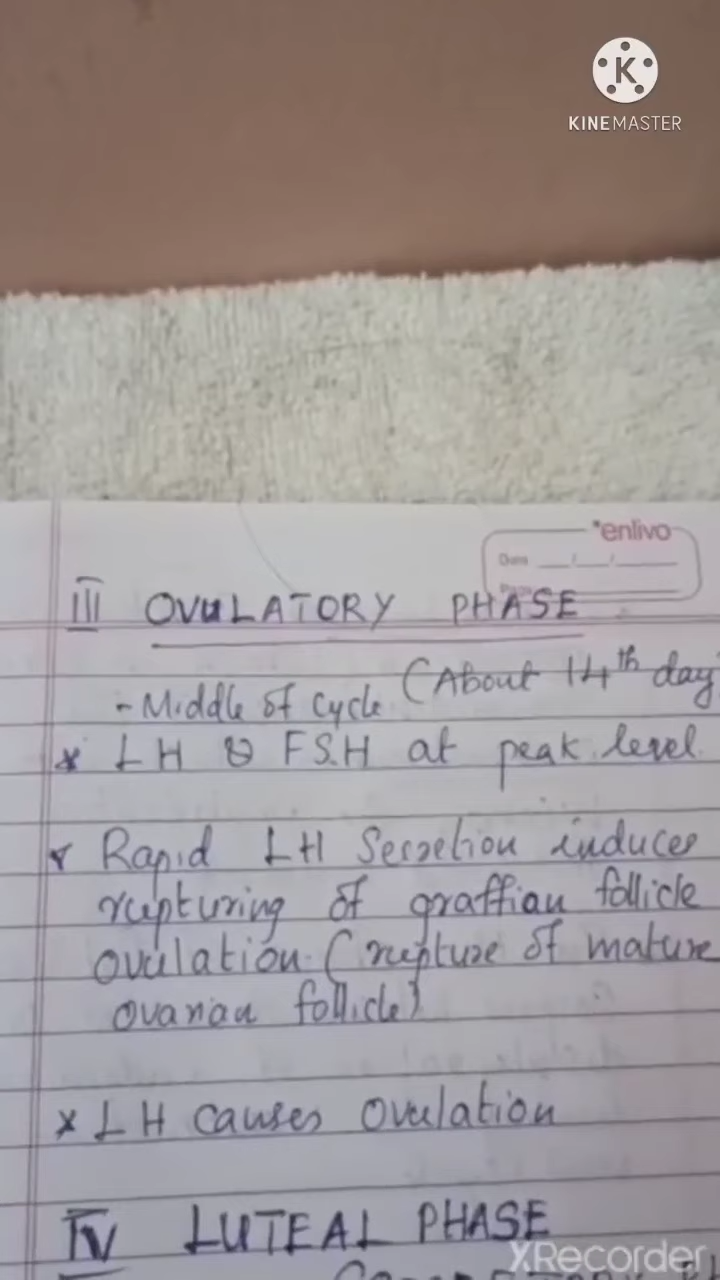 KINEMASTER
enlivo
Date
III OVULATORY PHASE
- Middle of Cycle (About 14th day
* LH & FSH at peak level.
Rapid LH Secretion induces
rupturing of graffian follicle
ovulation (rupture of mature
ovarian follicle)
x LH causes Ovulation
IV LUTEAL PHASE
XRecorder